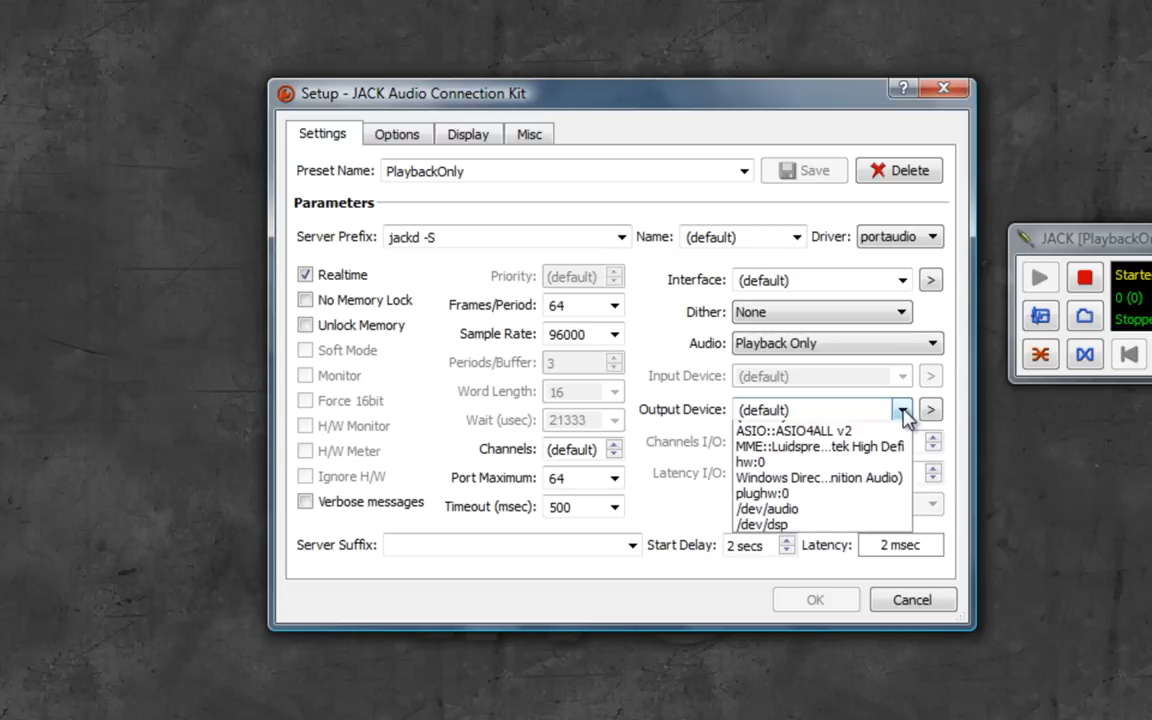 Setup - JACK Audio Connection Kit
?
Settings Options Display Misc
Preset Name: PlaybackOnly Save Delete
Parameters
Server Prefix: jackd -S Name: (default) Driver: portaudio
Realtime Priority: (default) Interface: (default) >
No Memory Lock Frames/Period: 64 Dither: None
Unlock Memory Sample Rate: 96000 Audio: Playback Only
Soft Mode Periods/Buffer: 3 Input Device: (default) >
Monitor Word Length: 16 Output Device: (default) >
Force 16bit Wait (usec): 21333 Channels I/O:
H/W Monitor Channels: (default) Latency I/O:
H/W Meter Port Maximum: 64
Ignore H/W Timeout (msec): 500
Verbose messages
ASIO::ASIO4ALL v2
MME::Luidspre...tek High Defi
hw:0
Windows Direc...nition Audio)
plughw:0
/dev/audio
/dev/dsp
Server Suffix: Start Delay: 2 secs Latency: 2 msec
OK Cancel
JACK [PlaybackO
Starte
0 (0)
Stoppe